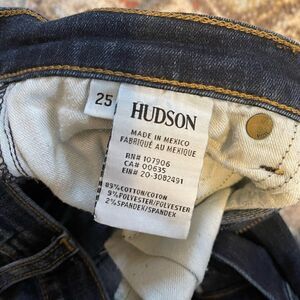 25
HUDSON
MADE IN MEXICO
FABRIQUÉ AU MEXIQUE
RN# 107906
CA# 00635
EIN# 20-3082491
89% COTTON/COTON
9% POLYESTER/POLYESTER
2% SPANDEX/SPANDEX